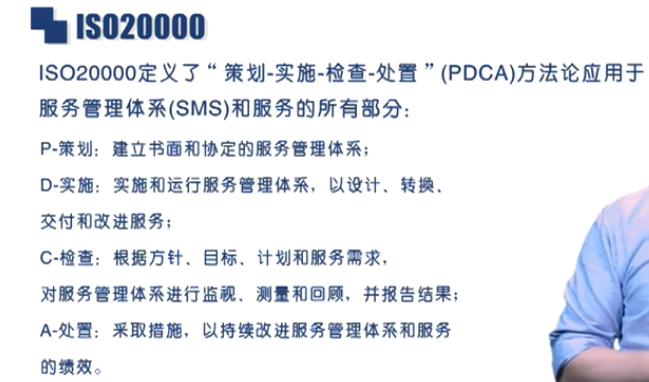 ISO20000
ISO20000定义了“策划-实施-检查-处置”(PDCA)方法论应用于
服务管理体系(SMS)和服务的所有部分：
P-策划：建立书面和协定的服务管理体系；
D-实施：实施和运行服务管理体系，以设计、转换、
交付和改进服务；
C-检查：根据方针、目标、计划和服务需求，
对服务管理体系进行监视、测量和回顾，并报告结果；
A-处置：采取措施，以持续改进服务管理体系和服务
的绩效。